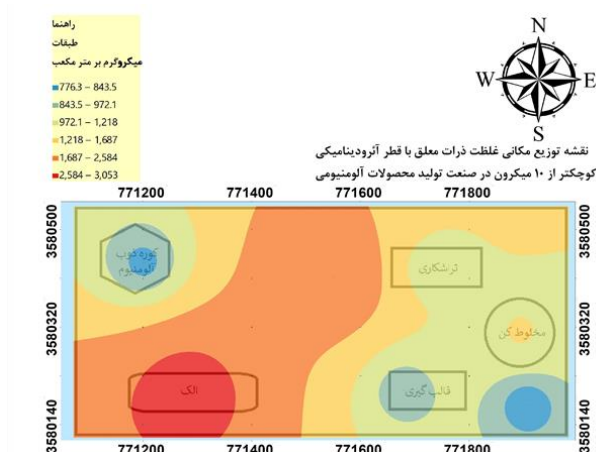 راهنما
طبقات
میکروگرم بر متر مکعب
776.3 – 843.5
843.5 – 972.1
972.1 – 1,218
1,218 – 1,687
1,687 – 2,584
2,584 – 3,053
N
W E
S
نقشه توزیع مکانی غلظت ذرات معلق با قطر آئرودینامیکی
کوچکتر از ۱۰ میکرون در صنعت تولید محصولات آلومنیومی
771200 771400 771600 771800
3580500 3580500
کوره ذوب
آلومنیوم
تراشکاری
3580320 3580320
مخلوط کن
الک
قالب گیری
3580140 3580140
771200 771400 771600 771800